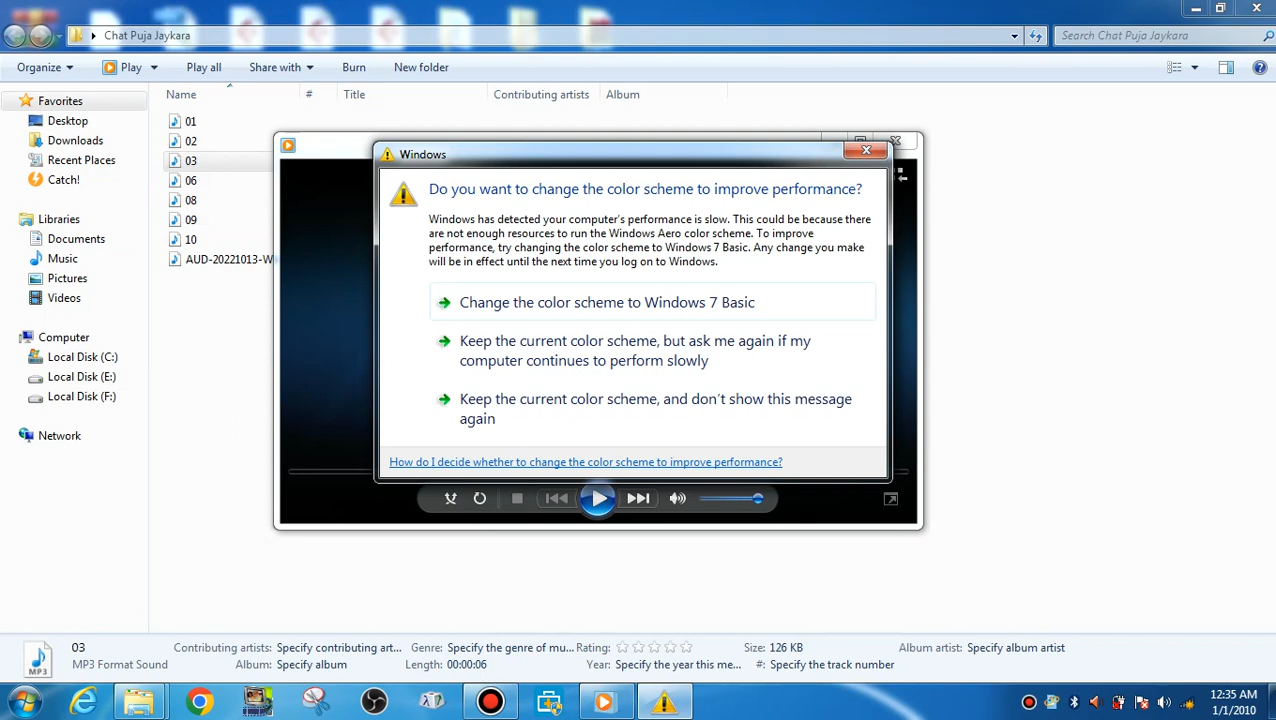 Chat Puja Jaykara
Search Chat Puja Jaykara
Organize
Play
Play all
Share with
Burn
New folder
Favorites
Desktop
Downloads
Recent Places
Catch!
Libraries
Documents
Music
Pictures
Videos
Computer
Local Disk (C:)
Local Disk (E:)
Local Disk (F:)
Network
Name
#
Title
Contributing artists
Album
01
02
03
06
08
09
10
AUD-20221013-W
Windows
Do you want to change the color scheme to improve performance?
Windows has detected your computer's performance is slow. This could be because there
are not enough resources to run the Windows Aero color scheme. To improve
performance, try changing the color scheme to Windows 7 Basic. Any change you make
will be in effect until the next time you log on to Windows.
Change the color scheme to Windows 7 Basic
Keep the current color scheme, but ask me again if my
computer continues to perform slowly
Keep the current color scheme, and don't show this message
again
How do I decide whether to change the color scheme to improve performance?
03
MP3 Format Sound
MP3
Contributing artists: Specify contributing art...
Album: Specify album
Genre: Specify the genre of mu...
Length: 00:00:06
Rating:
Year: Specify the year this me...
Size: 126 KB
#: Specify the track number
Album artist: Specify album artist
12:35 AM
1/1/2010